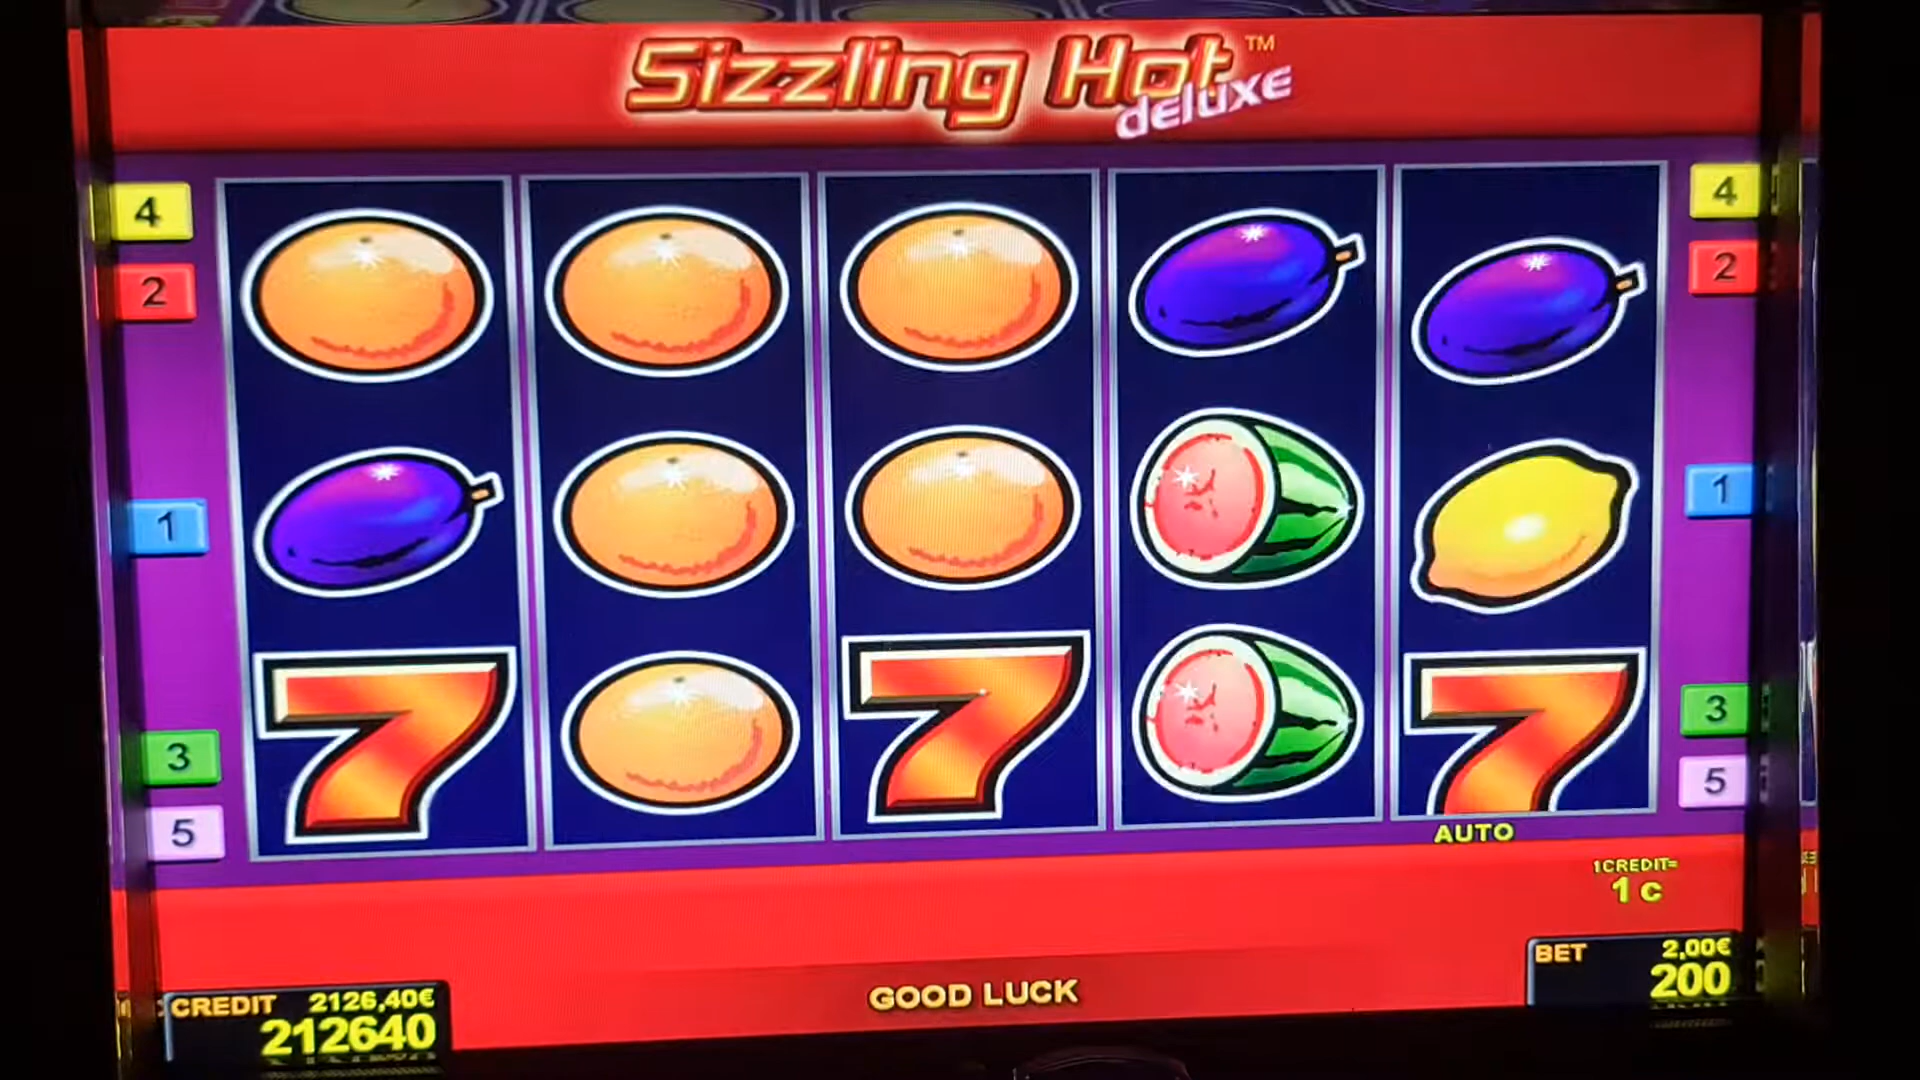 Sizzling Hot™
deluxe
4 4
2 2
1 1
3 3
5 5
AUTO
1CREDIT=
1 C
BET 2,00€
200
CREDIT 2126,40€
212640
GOOD LUCK